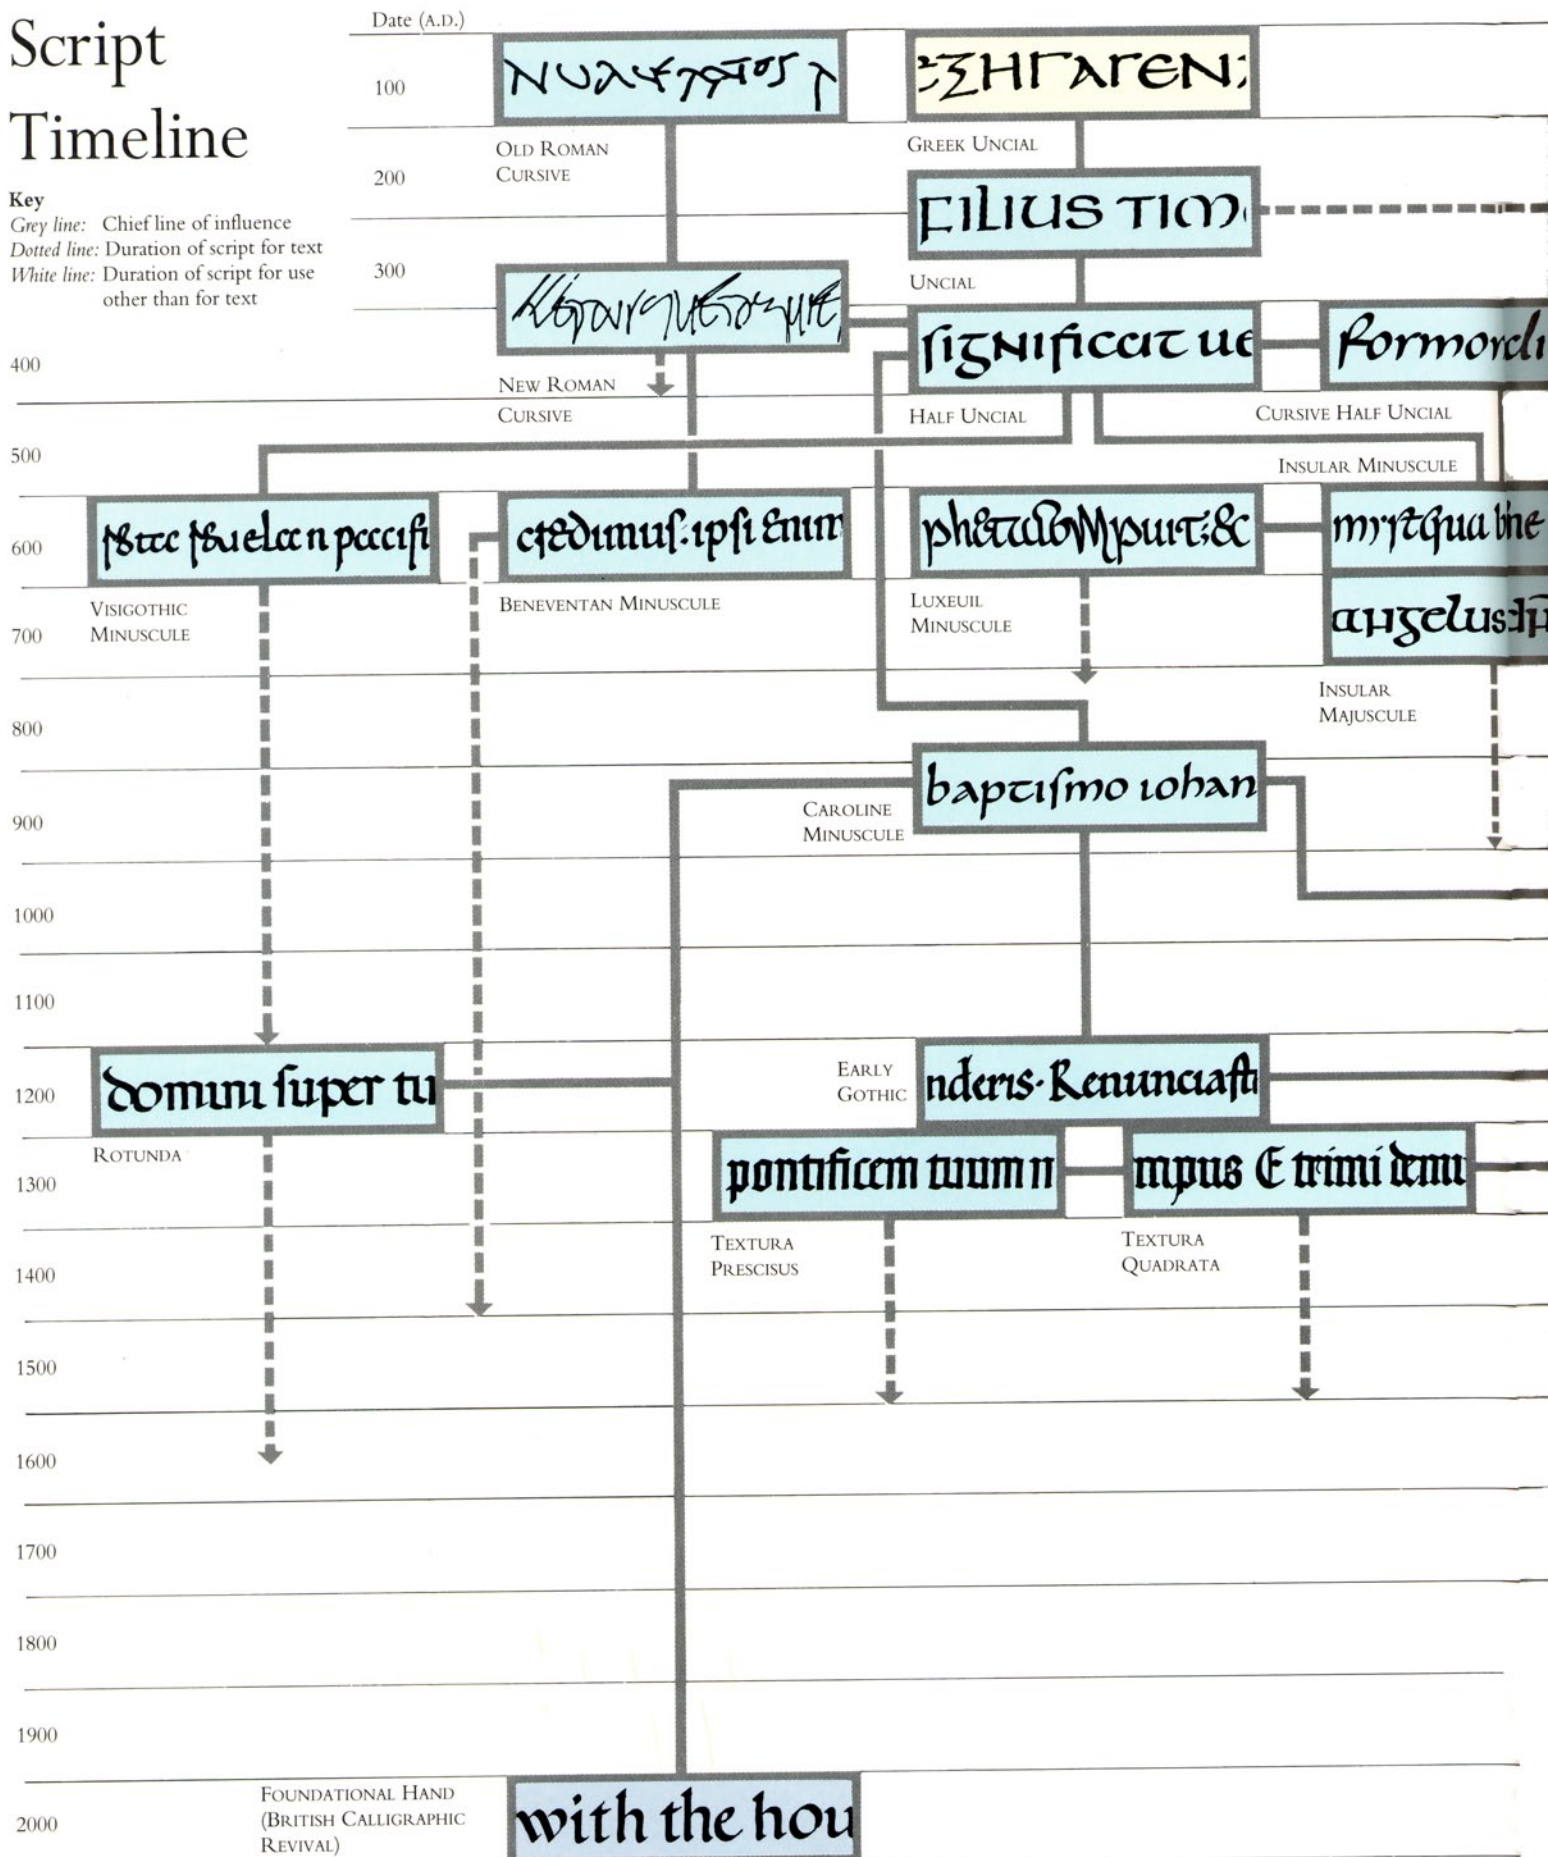 Script
Timeline
Key
Grey line: Chief line of influence
Dotted line: Duration of script for text
White line: Duration of script for use
other than for text
Date (A.D.)
100
OLD ROMAN
CURSIVE
GREEK UNCIAL
200
FILIUS TIM
UNCIAL
300
NEW ROMAN
CURSIVE
400
significat ue
HALF UNCIAL
CURSIVE HALF UNCIAL
500
INSULAR MINUSCULE
600
VISIGOTHIC
MINUSCULE
BENEVENTAN MINUSCULE
LUXEUIL
MINUSCULE
700
angelus
INSULAR
MAJUSCULE
800
baptiſmo iohan
CAROLINE
MINUSCULE
900
1000
1100
1200
domini ſuper tu
ROTUNDA
EARLY
GOTHIC
nderis· Renunciaſti
1300
pontificem tuum
TEXTURA
PRESCISUS
mpus E trimi demu
TEXTURA
QUADRATA
1400
1500
1600
1700
1800
1900
2000
FOUNDATIONAL HAND
(BRITISH CALLIGRAPHIC
REVIVAL)
with the hou